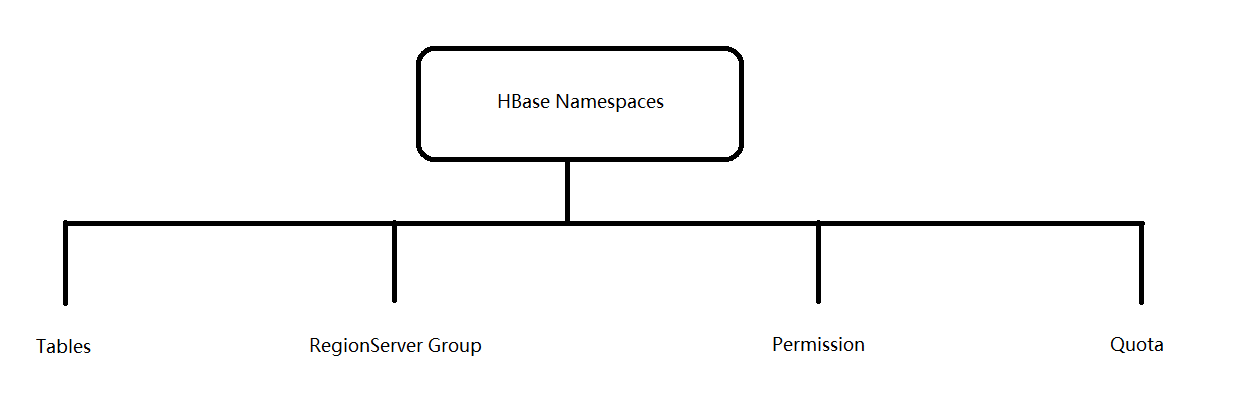 HBase Namespaces
Tables
RegionServer Group
Permission
Quota